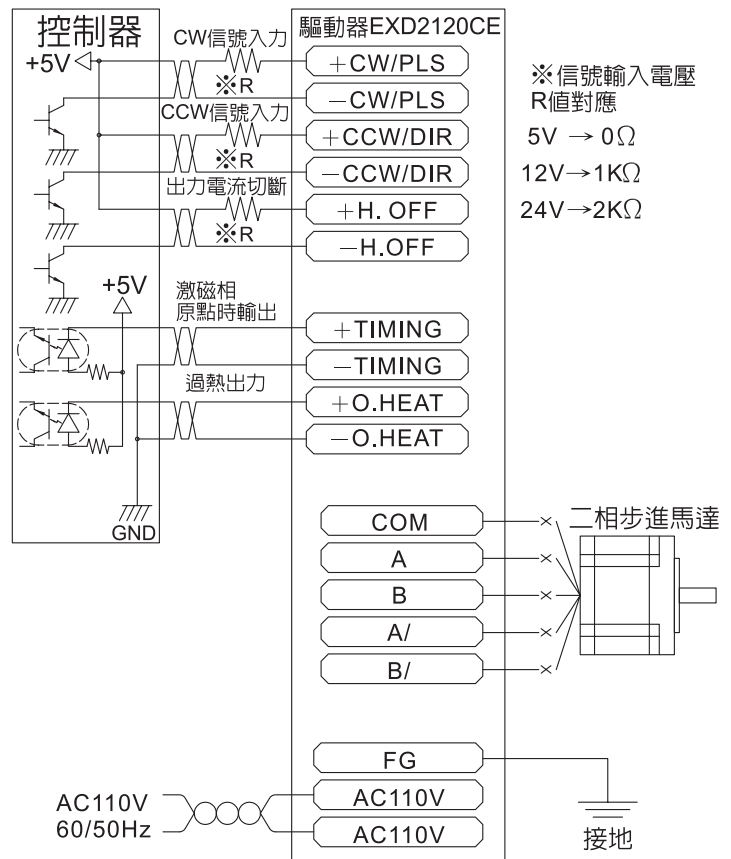 控制器
驅動器EXD2120CE
+5V
CW信號入力
※R
+CW/PLS
−CW/PLS
CCW信號入力
※R
+CCW/DIR
−CCW/DIR
出力電流切斷
※R
+H. OFF
−H.OFF
※信號輸入電壓
R值對應
5V → 0Ω
12V→1KΩ
24V→2KΩ
+5V
激磁相
原點時輸出
+TIMING
−TIMING
過熱出力
+O.HEAT
−O.HEAT
GND
COM
A
B
A/
B/
二相步進馬達
FG
AC110V
AC110V
AC110V
60/50Hz
接地